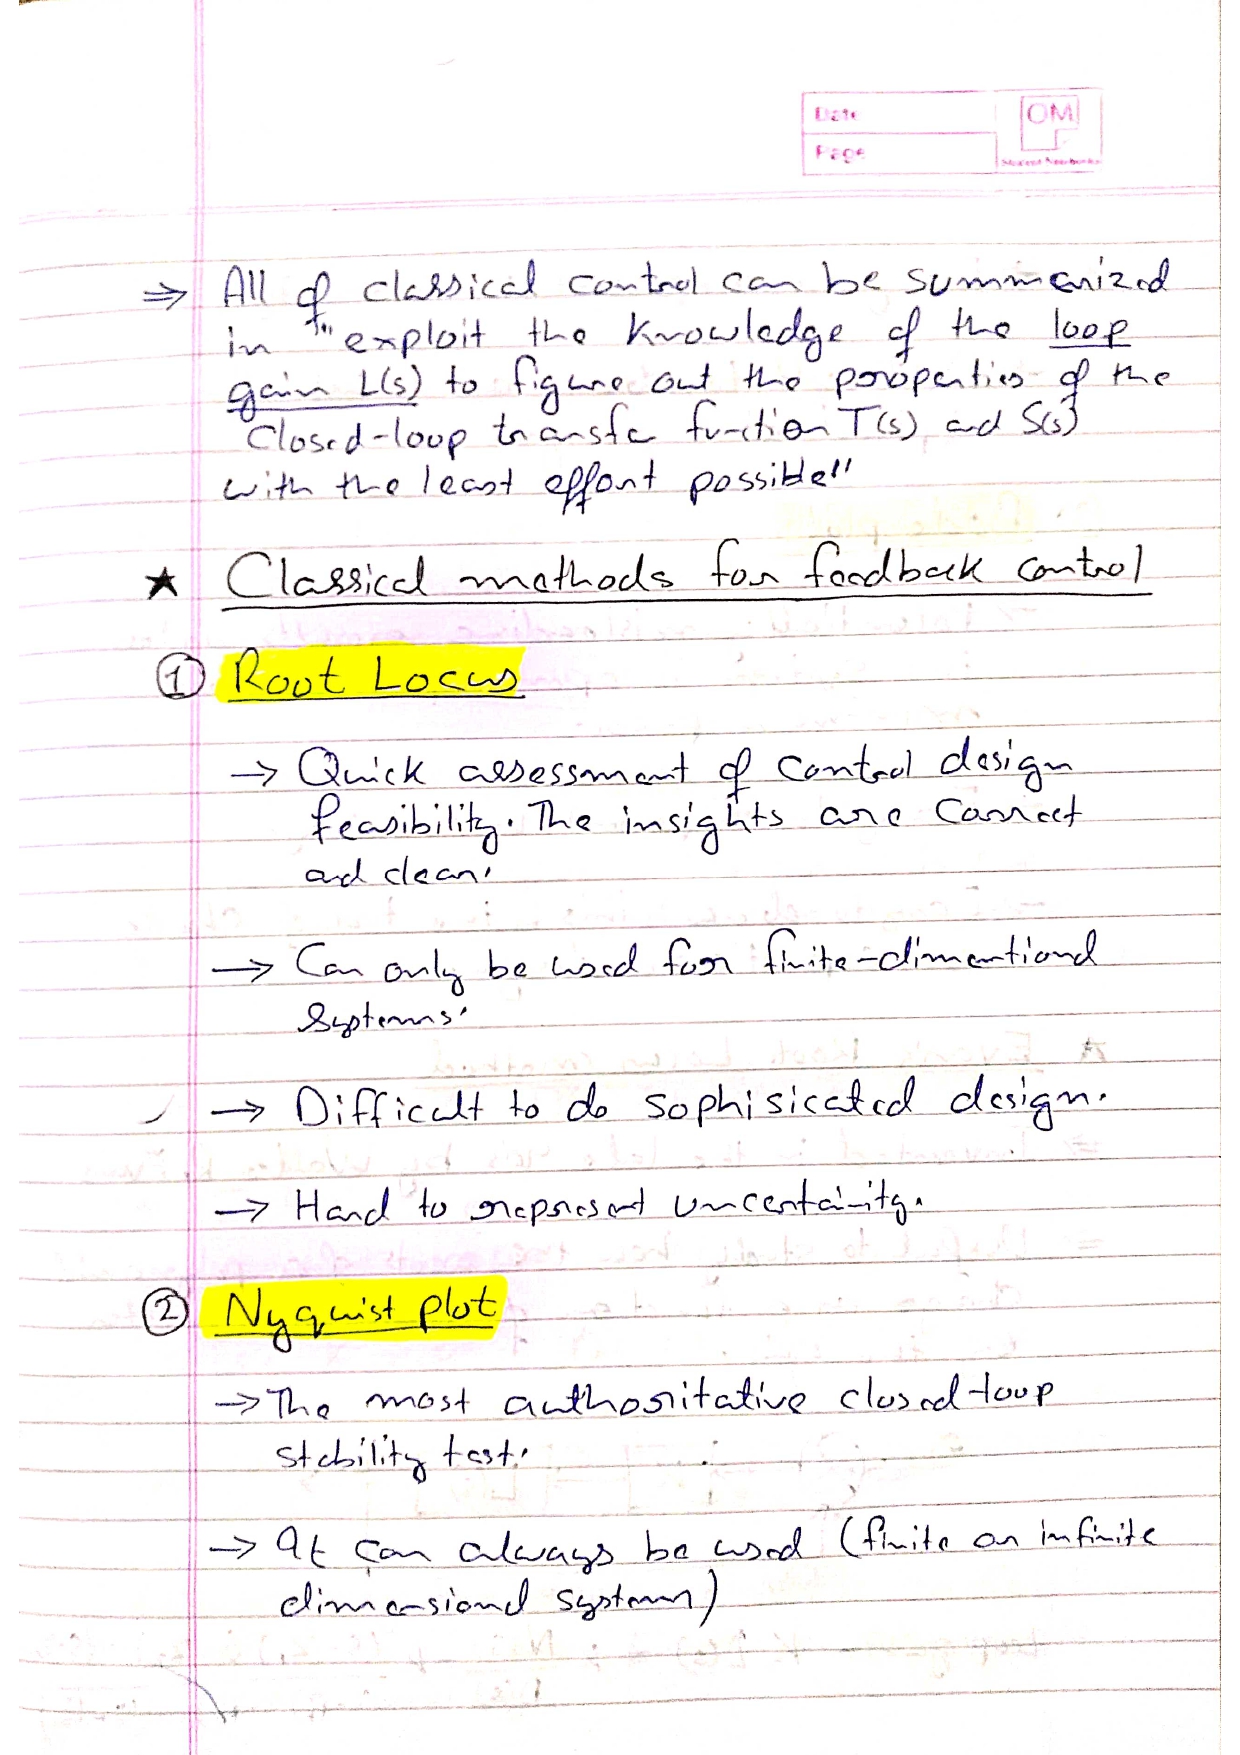 Date
OM
Page
Student Notebooks
⇒ All of classical control can be summerized
in "exploit the knowledge of the loop
gain L(s) to figure out the properties of the
closed-loop transfer function T(s) and S(s)
with the least effort possible"
★ Classical methods for feedback control
① Root Locus
→ Quick assessment of control design
feasibility. The insights are correct
and clear.
→ Can only be used for finite-dimentional
systems.
→ Difficult to do sophisicated design.
→ Hard to represent uncertainity.
② Nyquist plot
→ The most authoritative closed-loop
stability test.
→ It can always be used (finite or infinite
dimensional system)